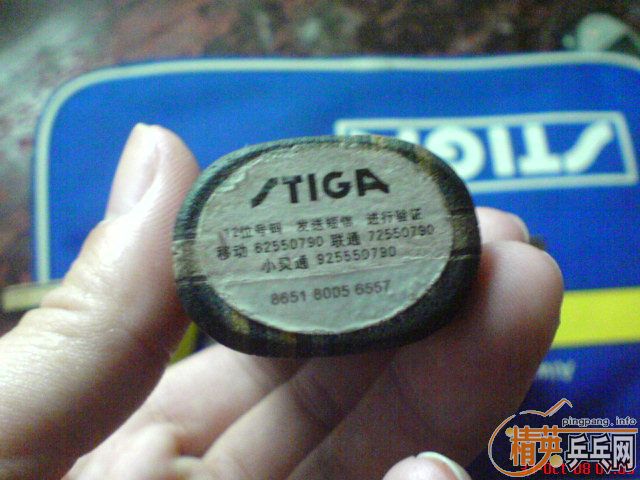 STIGA
STIGA
12位号码 发送短信 进行验证
移动 62550790 联通 72550790
小灵通 925550790
8651 8005 6557
pingpang.info
精英乒乓网